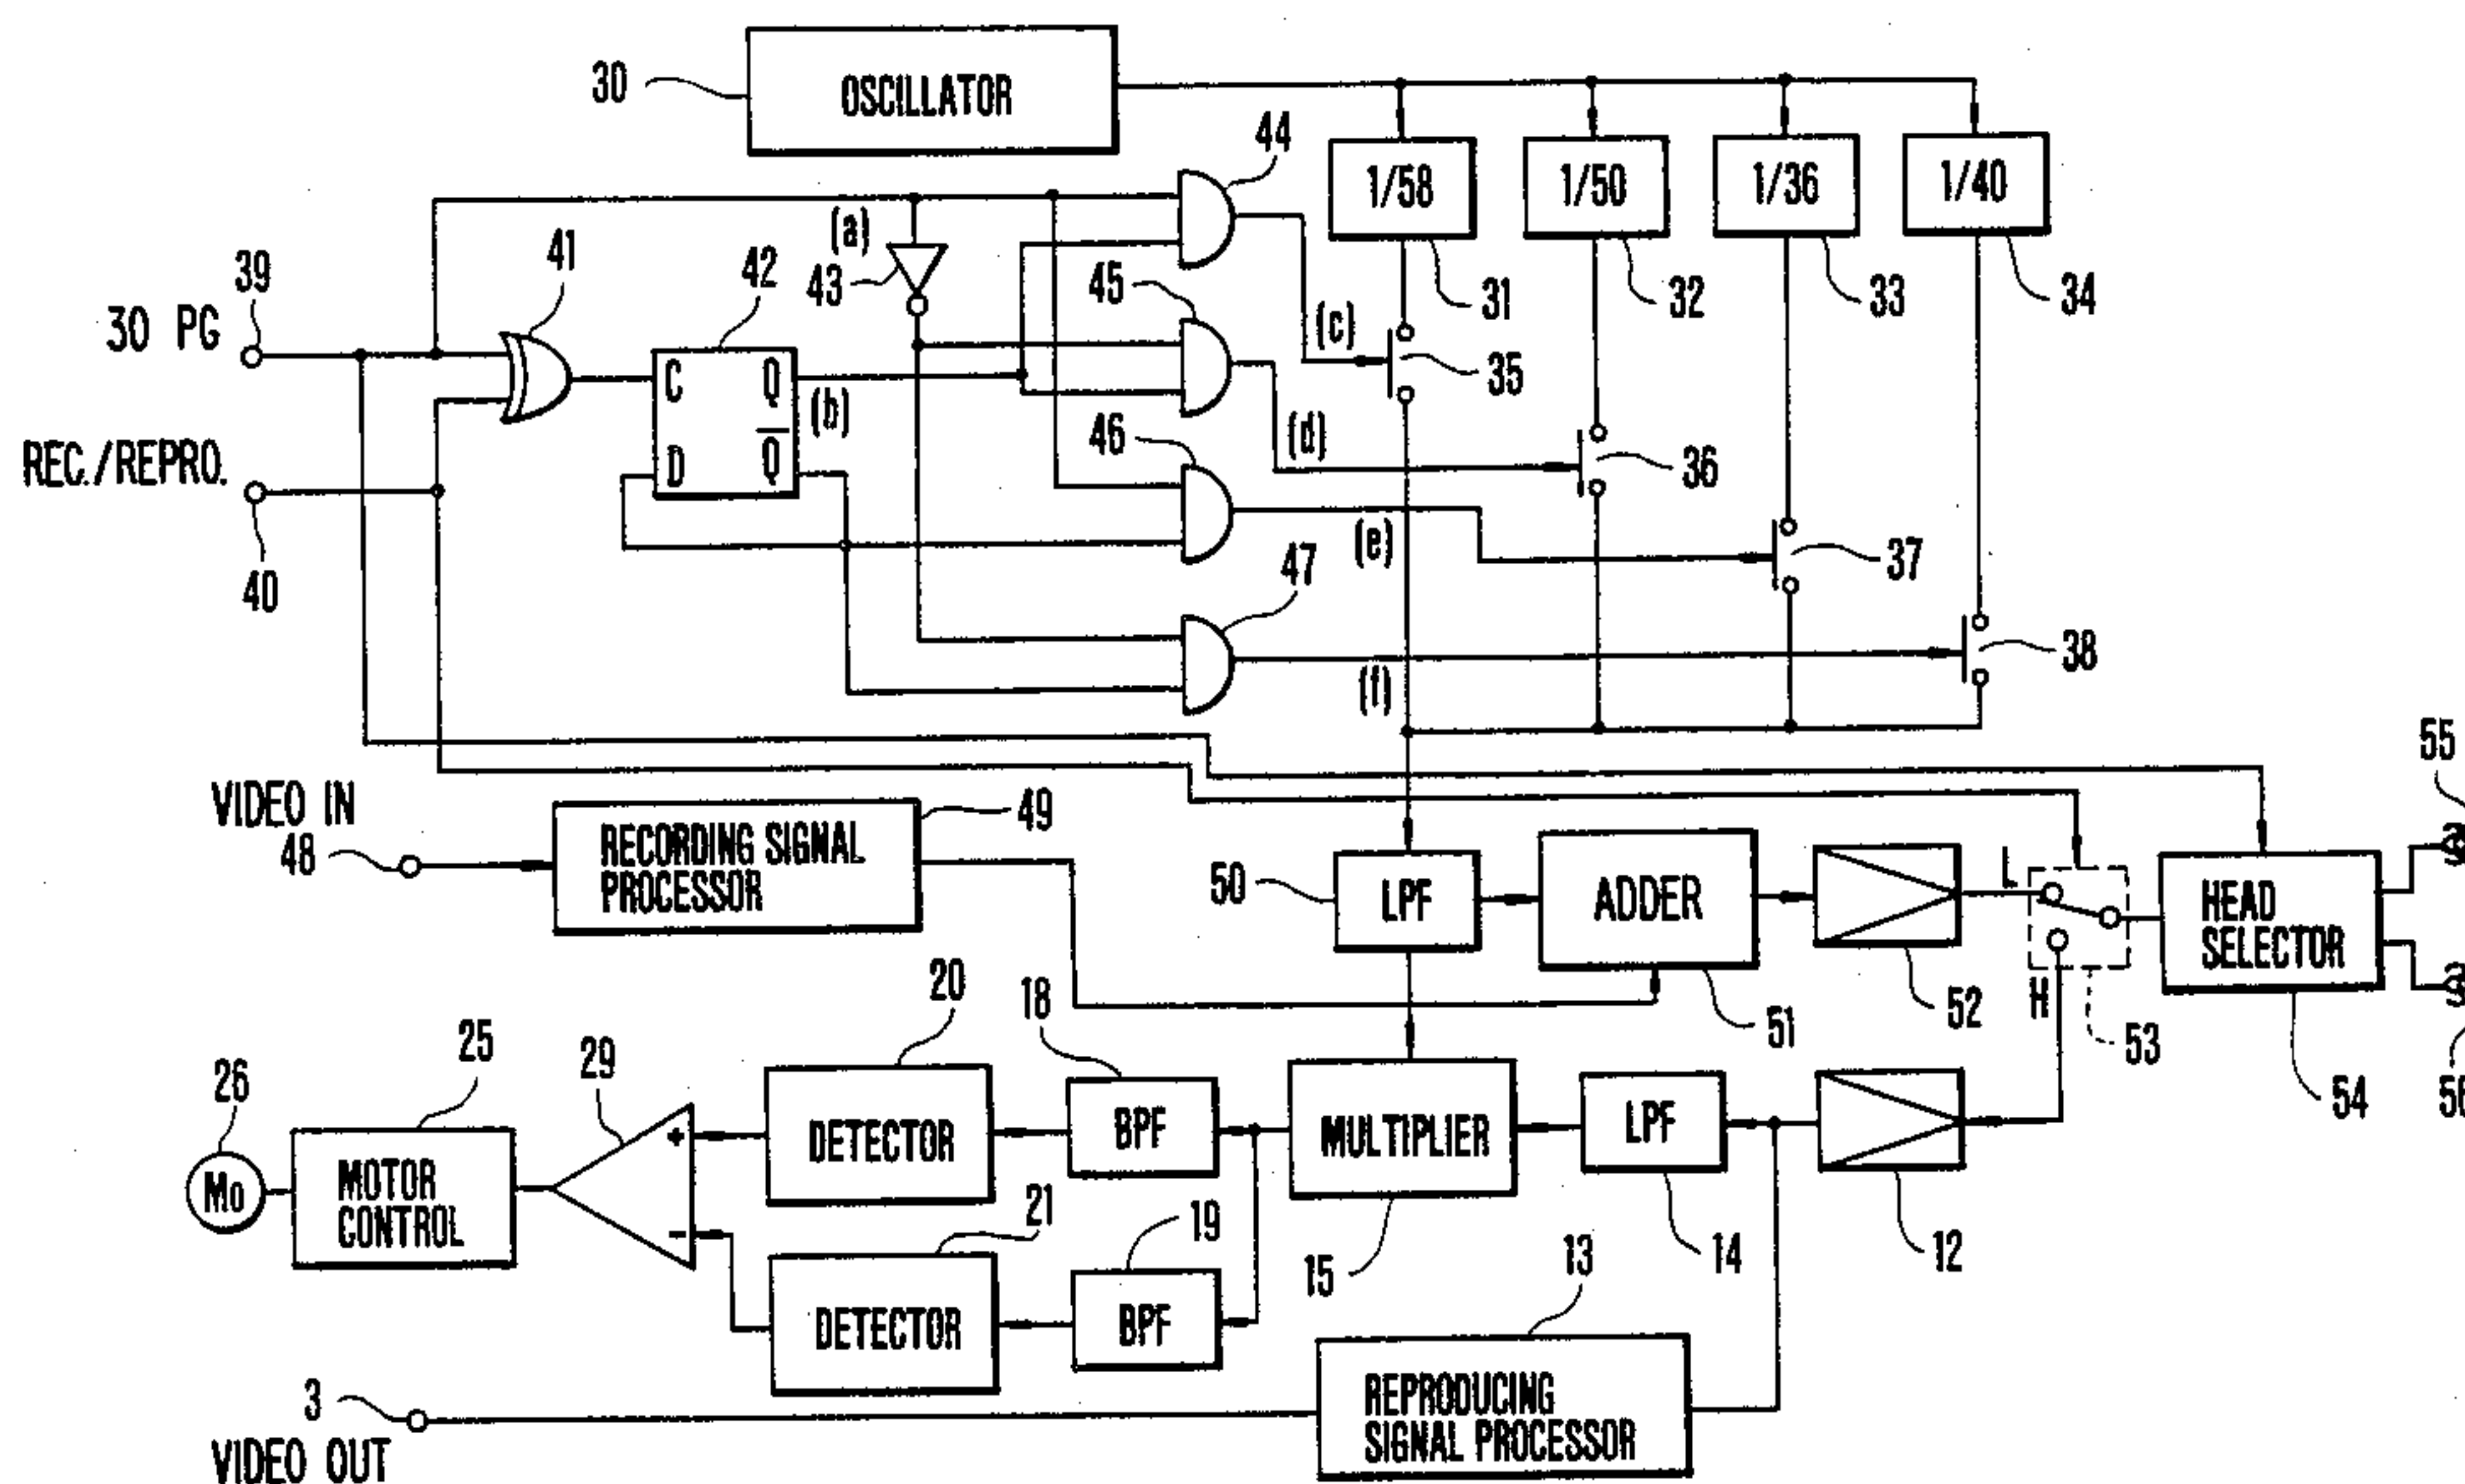 30
OSCILLATOR
44
1/58
1/50
1/36
1/40
(a)
43
39
41
42
45
31
32
33
34
30 PG
C
Q
(b)
(c)
35
REC./REPRO.
D
Q̅
46
(d)
36
40
(e)
37
47
(f)
38
VIDEO IN
48
RECORDING SIGNAL
PROCESSOR
49
50
LPF
ADDER
L
HEAD
SELECTOR
55
H
51
52
53
54
20
18
25
29
26
Mo
MOTOR
CONTROL
+
-
DETECTOR
BPF
MULTIPLIER
LPF
21
19
15
13
14
12
DETECTOR
BPF
3
VIDEO OUT
REPRODUCING
SIGNAL PROCESSOR